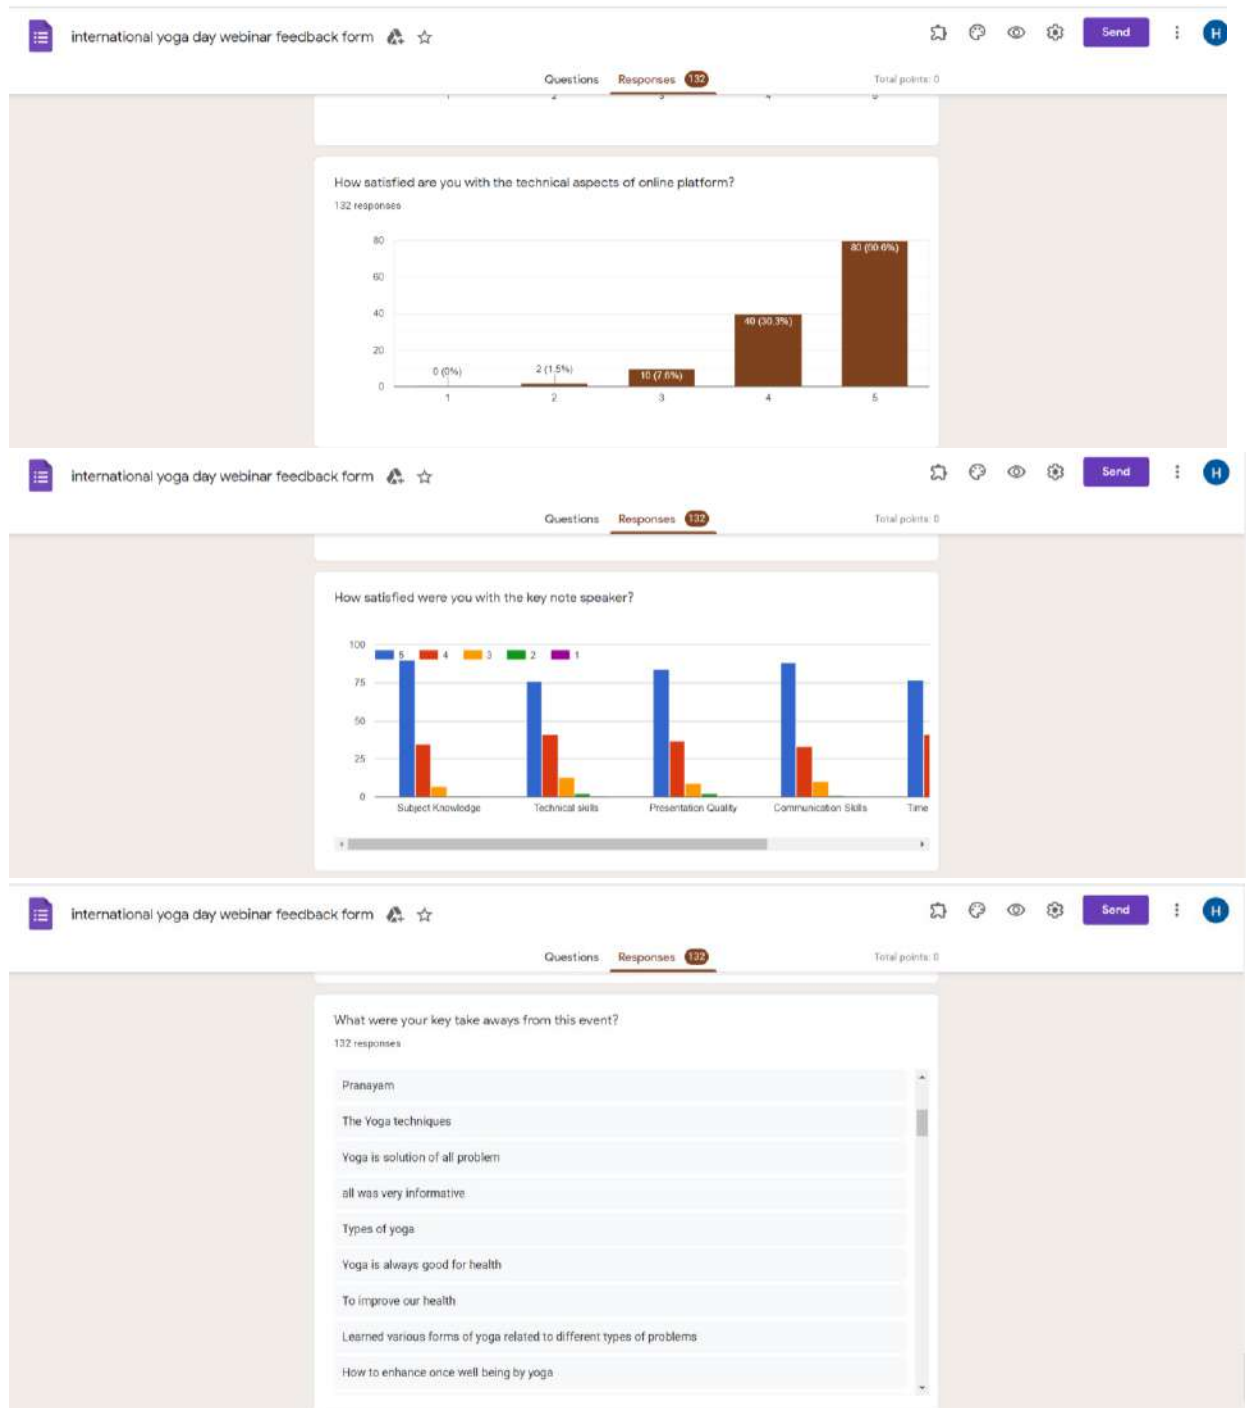 international yoga day webinar feedback form
Send
H
Questions Responses 132 Total points: 0
1 2 3 4 5
How satisfied are you with the technical aspects of online platform?
132 responses
80
60
40
20
0
0 (0%) 2 (1.5%) 10 (7.6%) 40 (30.3%) 80 (60.6%)
1 2 3 4 5
international yoga day webinar feedback form
Send
H
Questions Responses 132 Total points: 0
How satisfied were you with the key note speaker?
100
75
50
25
0
5 4 3 2 1
Subject Knowledge Technical skills Presentation Quality Communication Skills Time
international yoga day webinar feedback form
Send
H
Questions Responses 132 Total points: 0
What were your key take aways from this event?
132 responses
Pranayam
The Yoga techniques
Yoga is solution of all problem
all was very informative
Types of yoga
Yoga is always good for health
To improve our health
Learned various forms of yoga related to different types of problems
How to enhance once well being by yoga